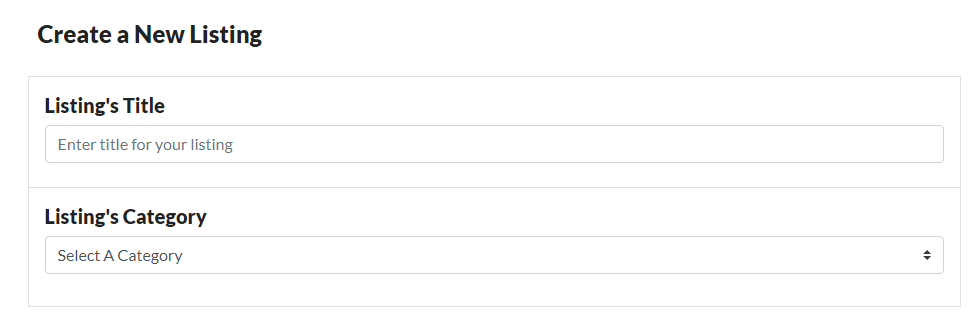 Create a New Listing
Listing's Title
Enter title for your listing
Listing's Category
Select A Category